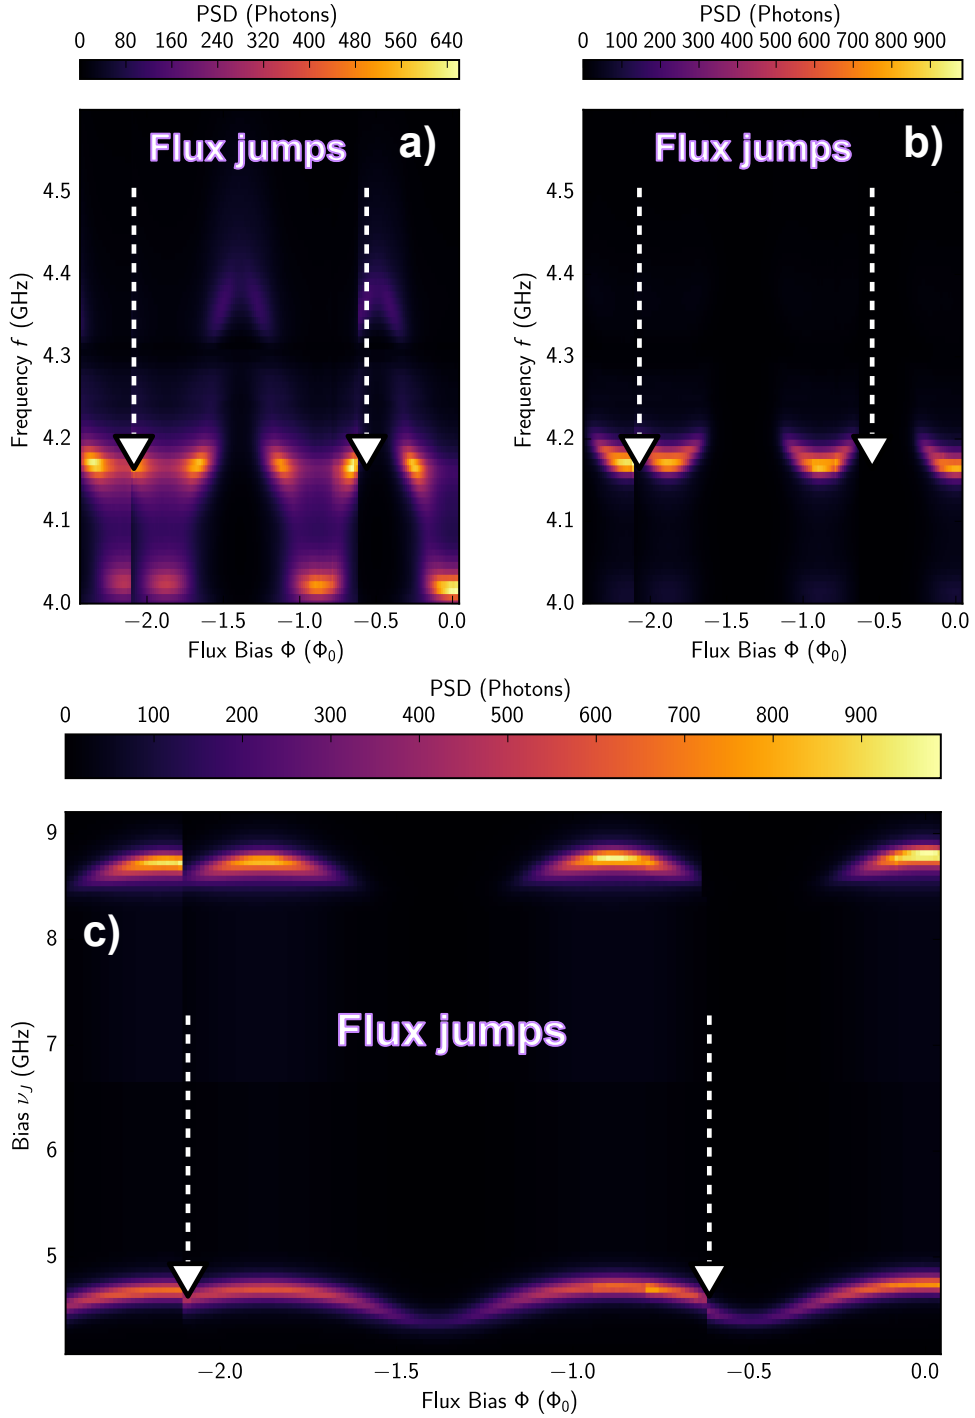 PSD (Photons)
0 80 160 240 320 400 480 560 640
Flux jumps a)
4.5
4.4
4.3
4.2
4.1
4.0
Frequency f (GHz)
−2.0 −1.5 −1.0 −0.5 0.0
Flux Bias Φ (Φ₀)
PSD (Photons)
0 100 200 300 400 500 600 700 800 900
Flux jumps b)
4.5
4.4
4.3
4.2
4.1
4.0
Frequency f (GHz)
−2.0 −1.5 −1.0 −0.5 0.0
Flux Bias Φ (Φ₀)
PSD (Photons)
0 100 200 300 400 500 600 700 800 900
c)
Flux jumps
9
8
7
6
5
Bias ν_J (GHz)
−2.0 −1.5 −1.0 −0.5 0.0
Flux Bias Φ (Φ₀)